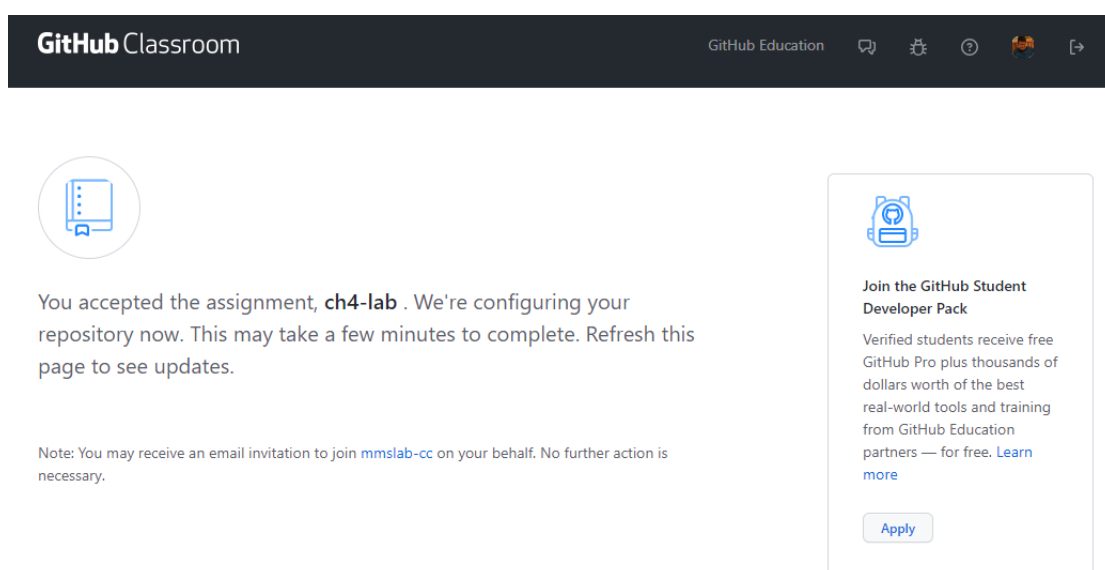 GitHub Classroom
GitHub Education
You accepted the assignment, ch4-lab . We're configuring your
repository now. This may take a few minutes to complete. Refresh this
page to see updates.
Note: You may receive an email invitation to join mmslab-cc on your behalf. No further action is
necessary.
Join the GitHub Student
Developer Pack
Verified students receive free
GitHub Pro plus thousands of
dollars worth of the best
real-world tools and training
from GitHub Education
partners — for free. Learn
more
Apply